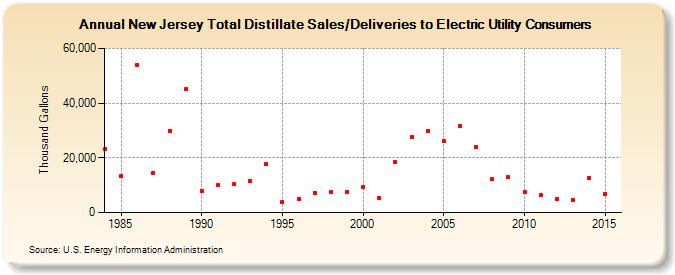 Annual New Jersey Total Distillate Sales/Deliveries to Electric Utility Consumers
Thousand Gallons
60,000
40,000
20,000
0
1985 1990 1995 2000 2005 2010 2015
Source: U.S. Energy Information Administration